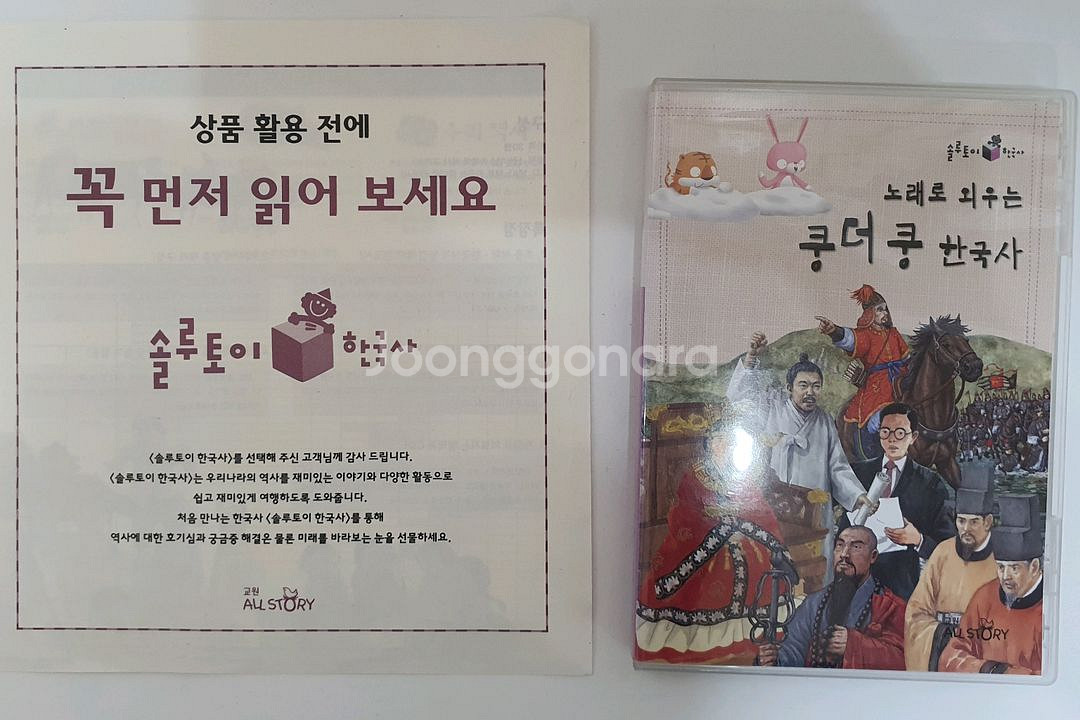 상품 활용 전에
꼭 먼저 읽어 보세요
솔루토이 한국사
〈솔루토이 한국사〉를 선택해 주신 고객님께 감사 드립니다.
〈솔루토이 한국사〉는 우리나라의 역사를 재미있는 이야기와 다양한 활동으로
쉽고 재미있게 여행하도록 도와줍니다.
처음 만나는 한국사 〈솔루토이 한국사〉를 통해
역사에 대한 호기심과 궁금증 해결은 물론 미래를 바라보는 눈을 선물하세요.
교원
ALL STORY
솔루토이 한국사
노래로 외우는
쿵더쿵 한국사
ALL STORY
Joonggonara